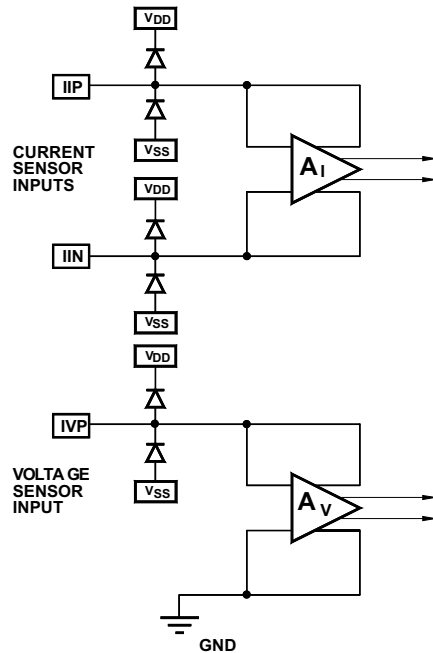 VDD
IIP
VSS
CURRENT
SENSOR
INPUTS
VDD
AI
IIN
VSS
VDD
IVP
VSS
VOLTAGE
SENSOR
INPUT
AV
GND